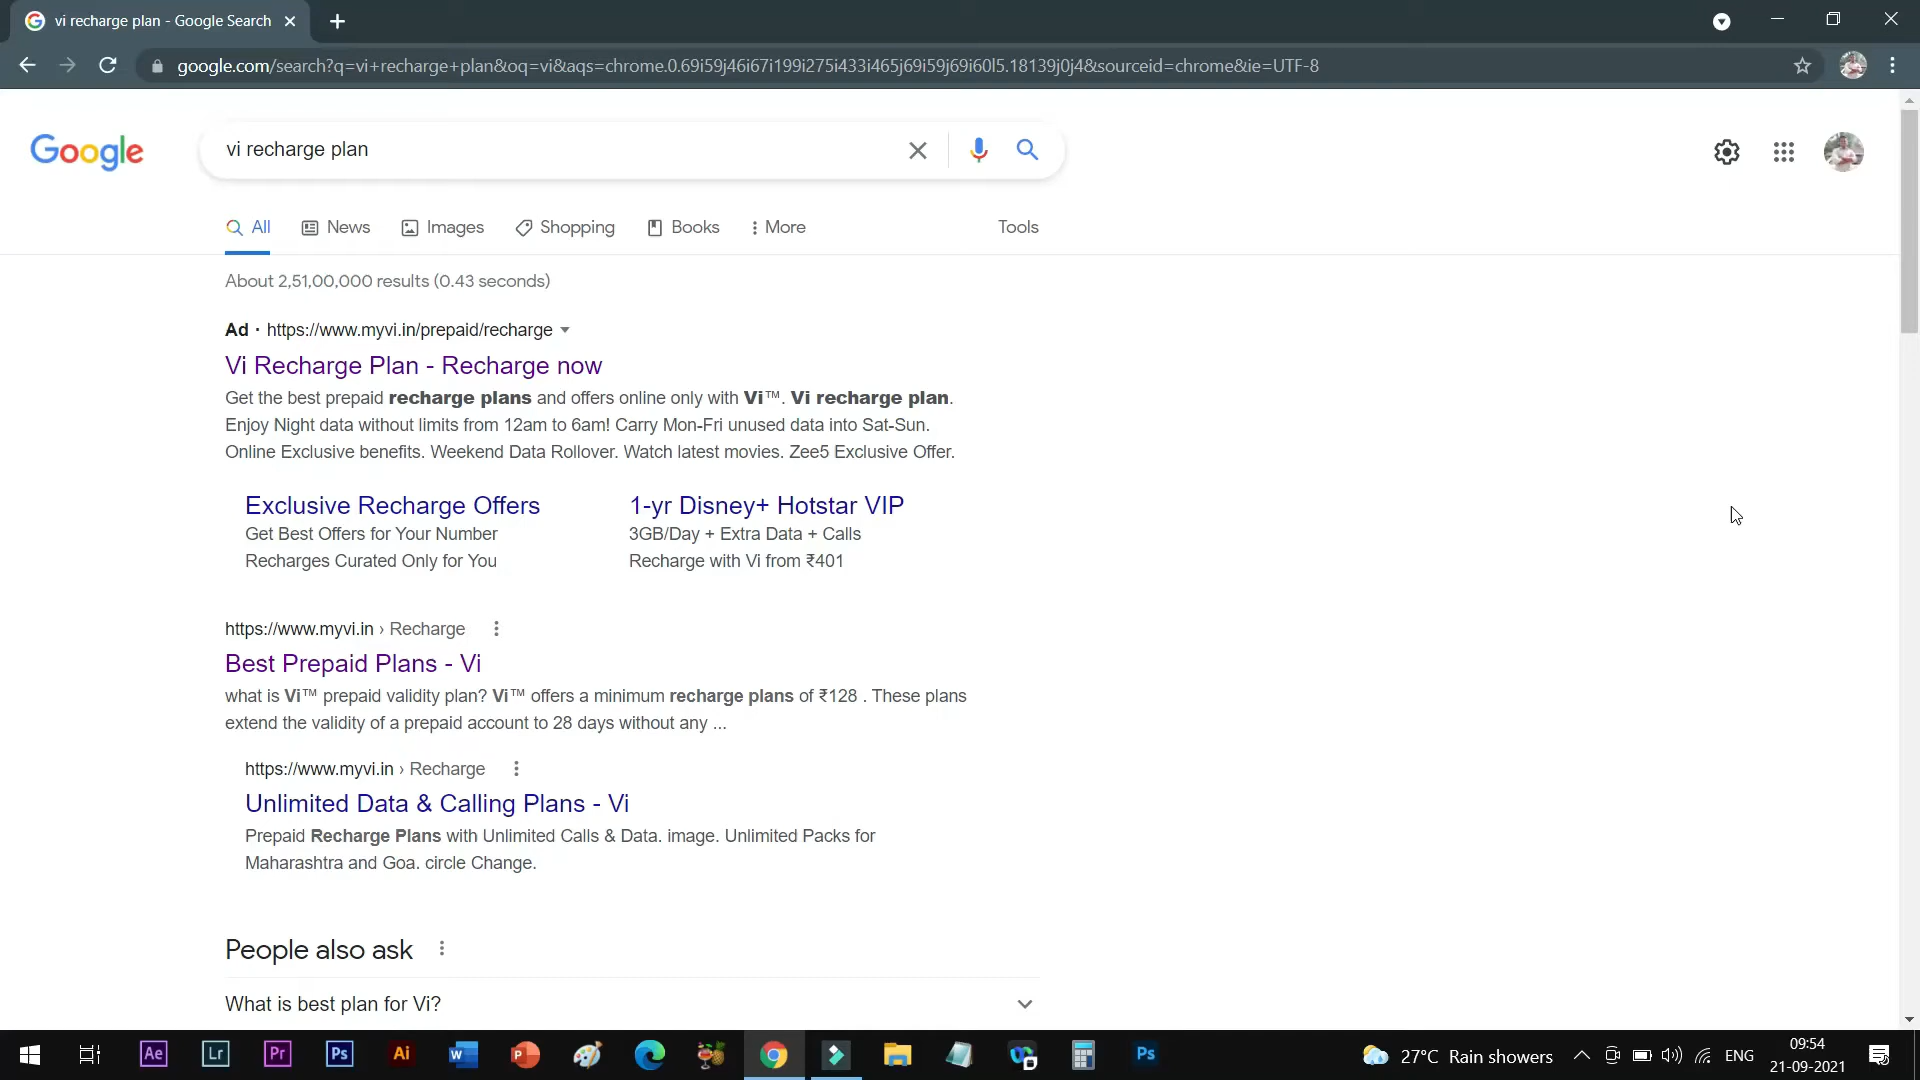 vi recharge plan - Google Search
google.com/search?q=vi+recharge+plan&oq=vi&aqs=chrome.0.69i59j46i67i199i275i433i465j69i59j69i60l5.18139j0j4&sourceid=chrome&ie=UTF-8
Google
vi recharge plan
All News Images Shopping Books More Tools
About 2,51,00,000 results (0.43 seconds)
Ad · https://www.myvi.in/prepaid/recharge
Vi Recharge Plan - Recharge now
Get the best prepaid recharge plans and offers online only with Vi™. Vi recharge plan.
Enjoy Night data without limits from 12am to 6am! Carry Mon-Fri unused data into Sat-Sun.
Online Exclusive benefits. Weekend Data Rollover. Watch latest movies. Zee5 Exclusive Offer.
Exclusive Recharge Offers
Get Best Offers for Your Number
Recharges Curated Only for You
1-yr Disney+ Hotstar VIP
3GB/Day + Extra Data + Calls
Recharge with Vi from ₹401
https://www.myvi.in › Recharge
Best Prepaid Plans - Vi
what is Vi™ prepaid validity plan? Vi™ offers a minimum recharge plans of ₹128 . These plans
extend the validity of a prepaid account to 28 days without any ...
https://www.myvi.in › Recharge
Unlimited Data & Calling Plans - Vi
Prepaid Recharge Plans with Unlimited Calls & Data. image. Unlimited Packs for
Maharashtra and Goa. circle Change.
People also ask
What is best plan for Vi?
Ae Lr Pr Ps Ai W P Ps
27°C Rain showers
ENG
09:54
21-09-2021